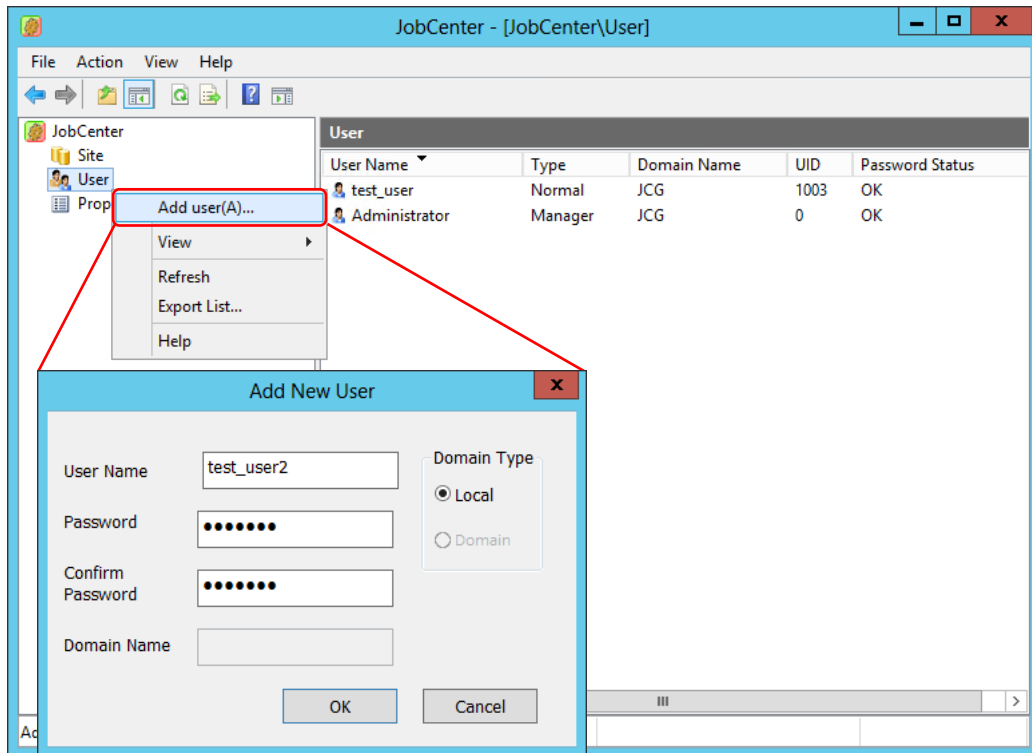 JobCenter - [JobCenter\User]
File Action View Help
JobCenter
Site
User
Prop
User
User Name Type Domain Name UID Password Status
test_user Normal JCG 1003 OK
Administrator Manager JCG 0 OK
Add user(A)...
View
Refresh
Export List...
Help
Add New User
User Name test_user2
Password •••••••
Confirm
Password •••••••
Domain Name
Domain Type
Local
Domain
OK Cancel
Ad